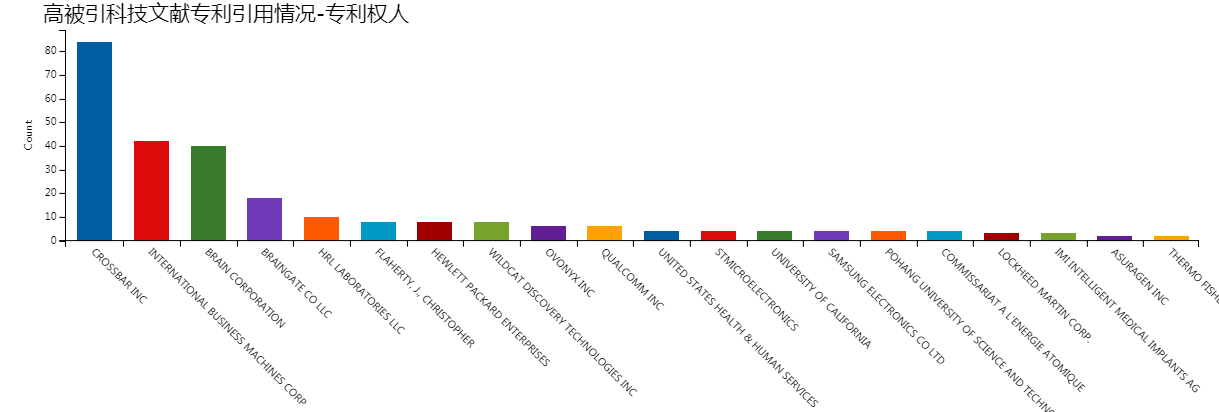 高被引科技文献专利引用情况-专利权人
Count
80
70
60
50
40
30
20
10
0
CROSSBAR INC
INTERNATIONAL BUSINESS MACHINES CORP
BRAIN CORPORATION
BRAINGATE CO LLC
HRL LABORATORIES LLC
FLAHERTY, J., CHRISTOPHER
HEWLETT PACKARD ENTERPRISES
WILDCAT DISCOVERY TECHNOLOGIES INC
OVONYX INC
QUALCOMM INC
UNITED STATES HEALTH & HUMAN SERVICES
STMICROELECTRONICS
UNIVERSITY OF CALIFORNIA
SAMSUNG ELECTRONICS CO LTD
POHANG UNIVERSITY OF SCIENCE AND TECHNO
COMMISSARIAT A L'ENERGIE ATOMIQUE
LOCKHEED MARTIN CORP.
IMI INTELLIGENT MEDICAL IMPLANTS AG
ASURAGEN INC
THERMO FISH